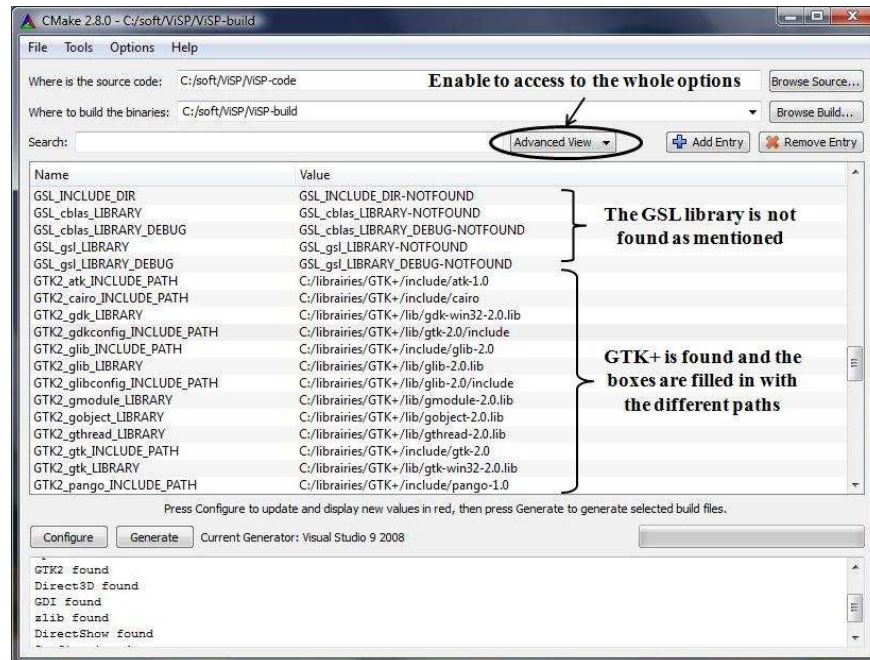 CMake 2.8.0 - C:/soft/ViSP/ViSP-build
File Tools Options Help
Where is the source code: C:/soft/ViSP/ViSP-code
Enable to access to the whole options
Browse Source...
Where to build the binaries: C:/soft/ViSP/ViSP-build
Browse Build...
Search:
Advanced View
Add Entry
Remove Entry
Name Value
GSL_INCLUDE_DIR GSL_INCLUDE_DIR-NOTFOUND
GSL_cblas_LIBRARY GSL_cblas_LIBRARY-NOTFOUND
GSL_cblas_LIBRARY_DEBUG GSL_cblas_LIBRARY_DEBUG-NOTFOUND
GSL_gsl_LIBRARY GSL_gsl_LIBRARY-NOTFOUND
GSL_gsl_LIBRARY_DEBUG GSL_gsl_LIBRARY_DEBUG-NOTFOUND
The GSL library is not
found as mentioned
GTK2_atk_INCLUDE_PATH C:/librairies/GTK+/include/atk-1.0
GTK2_cairo_INCLUDE_PATH C:/librairies/GTK+/include/cairo
GTK2_gdk_LIBRARY C:/librairies/GTK+/lib/gdk-win32-2.0.lib
GTK2_gdkconfig_INCLUDE_PATH C:/librairies/GTK+/lib/gtk-2.0/include
GTK2_glib_INCLUDE_PATH C:/librairies/GTK+/include/glib-2.0
GTK2_glib_LIBRARY C:/librairies/GTK+/lib/glib-2.0.lib
GTK2_glibconfig_INCLUDE_PATH C:/librairies/GTK+/lib/glib-2.0/include
GTK2_gmodule_LIBRARY C:/librairies/GTK+/lib/gmodule-2.0.lib
GTK2_gobject_LIBRARY C:/librairies/GTK+/lib/gobject-2.0.lib
GTK2_gthread_LIBRARY C:/librairies/GTK+/lib/gthread-2.0.lib
GTK2_gtk_INCLUDE_PATH C:/librairies/GTK+/include/gtk-2.0
GTK2_gtk_LIBRARY C:/librairies/GTK+/lib/gtk-win32-2.0.lib
GTK2_pango_INCLUDE_PATH C:/librairies/GTK+/include/pango-1.0
GTK+ is found and the
boxes are filled in with
the different paths
Press Configure to update and display new values in red, then press Generate to generate selected build files.
Configure Generate Current Generator: Visual Studio 9 2008
GTK2 found
Direct3D found
GDI found
zlib found
DirectShow found